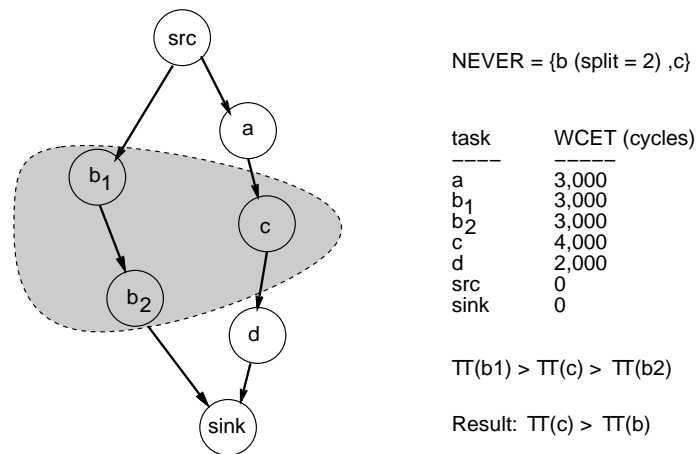 src
a
b1
c
b2
d
sink
NEVER = {b (split = 2) ,c}
task WCET (cycles)
---- -----
a 3,000
b1 3,000
b2 3,000
c 4,000
d 2,000
src 0
sink 0
TT(b1) > TT(c) > TT(b2)
Result: TT(c) > TT(b)